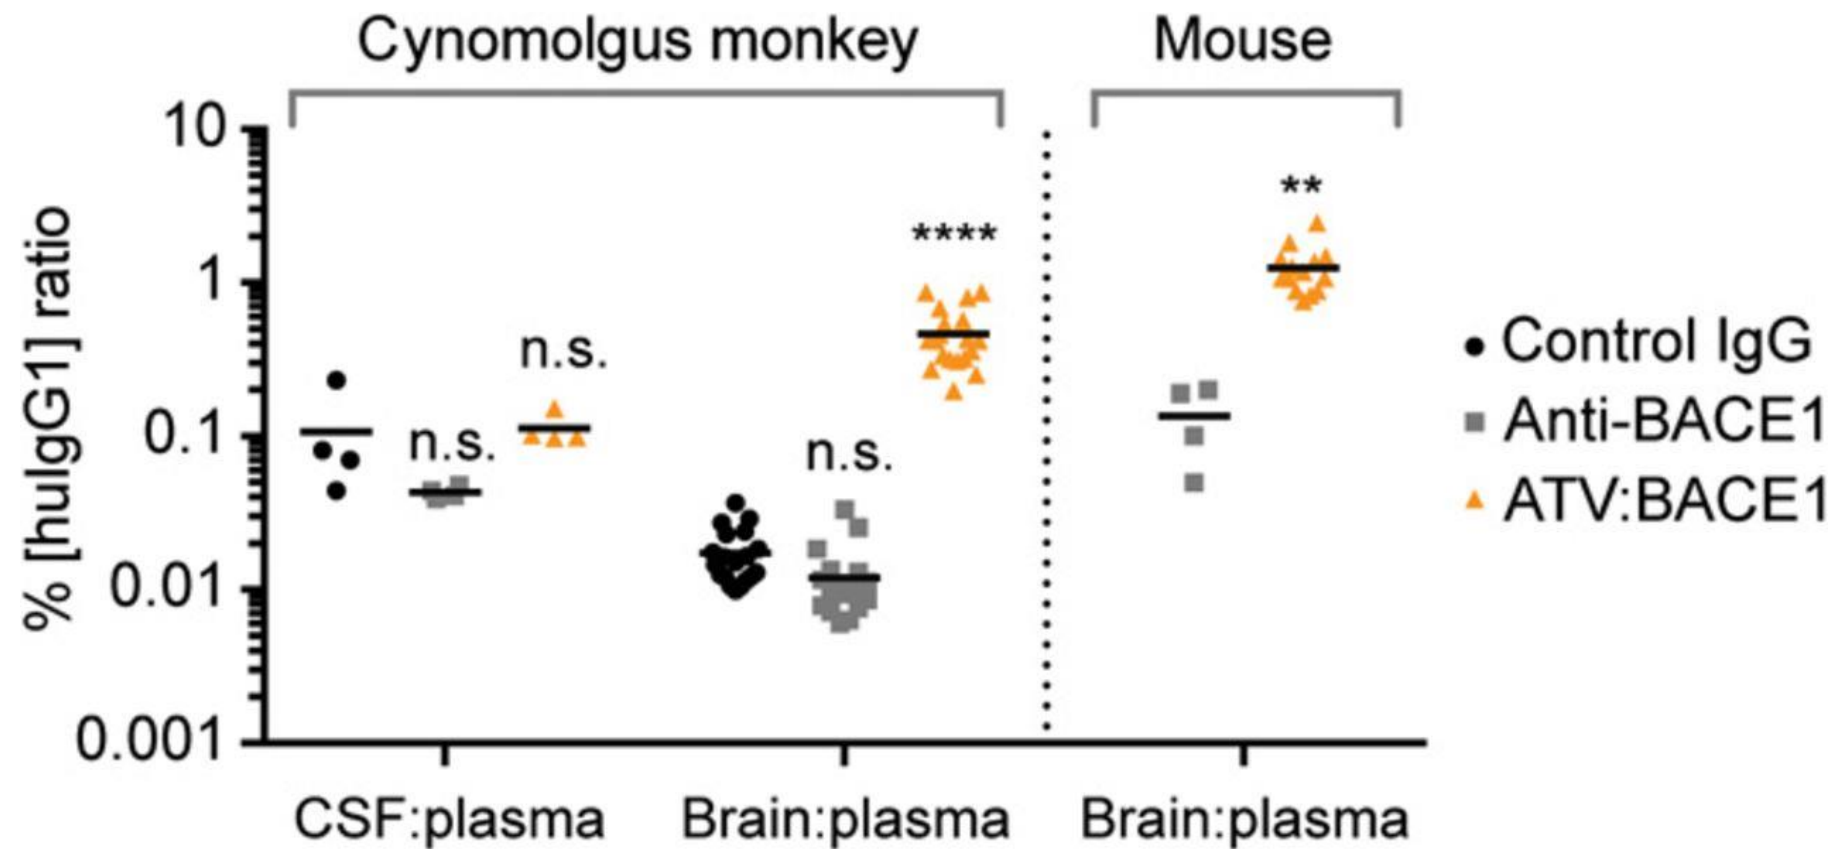 Cynomolgus monkey
Mouse
% [huIgG1] ratio
10
1
0.1
0.01
0.001
n.s.
n.s.
n.s.
****
**
CSF:plasma
Brain:plasma
Brain:plasma
Control IgG
Anti-BACE1
ATV:BACE1